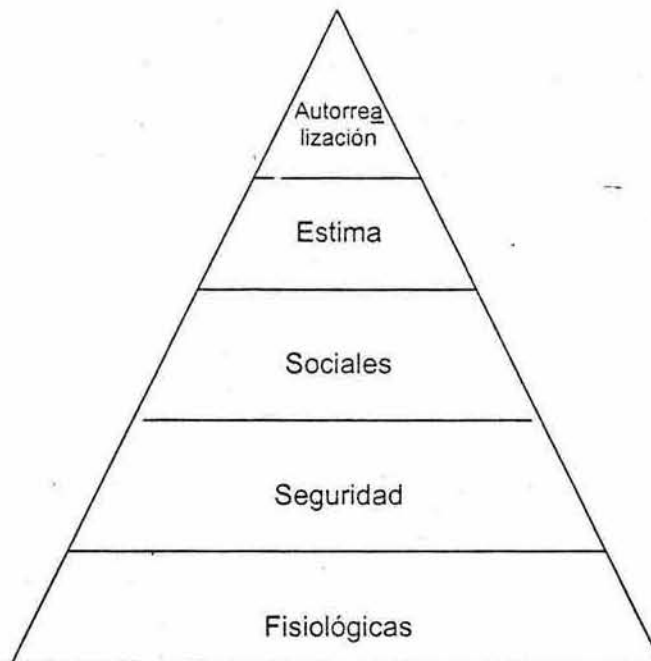 Autorrea
lización
Estima
Sociales
Seguridad
Fisiológicas